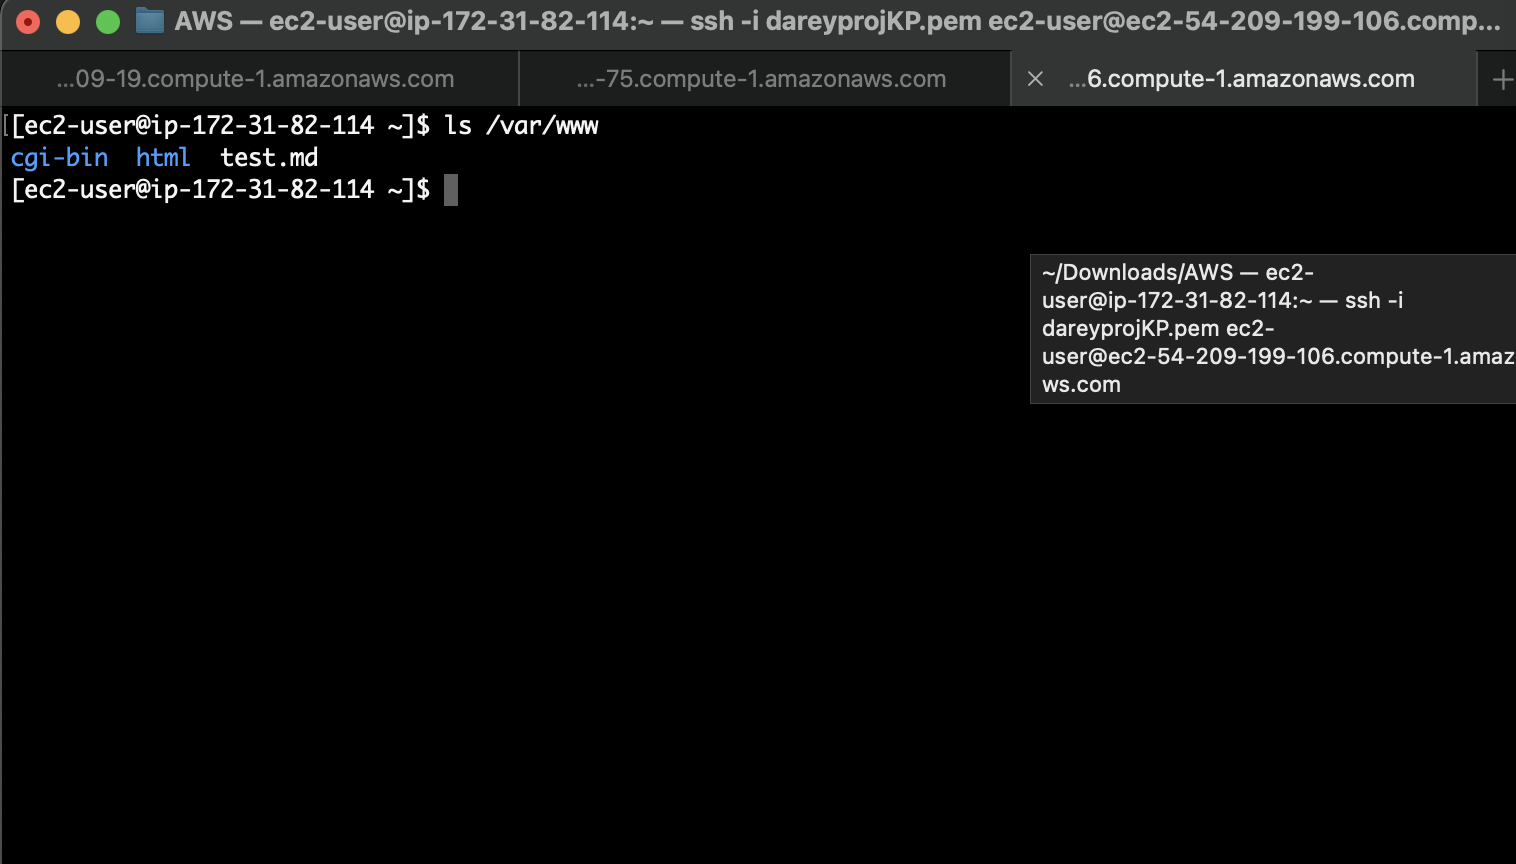 AWS — ec2-user@ip-172-31-82-114:~ — ssh -i dareyprojKP.pem ec2-user@ec2-54-209-199-106.comp...
...09-19.compute-1.amazonaws.com
...-75.compute-1.amazonaws.com
...6.compute-1.amazonaws.com
[[ec2-user@ip-172-31-82-114 ~]$ ls /var/www
cgi-bin html test.md
[ec2-user@ip-172-31-82-114 ~]$
~/Downloads/AWS — ec2-
user@ip-172-31-82-114:~ — ssh -i
dareyprojKP.pem ec2-
user@ec2-54-209-199-106.compute-1.amaz
ws.com